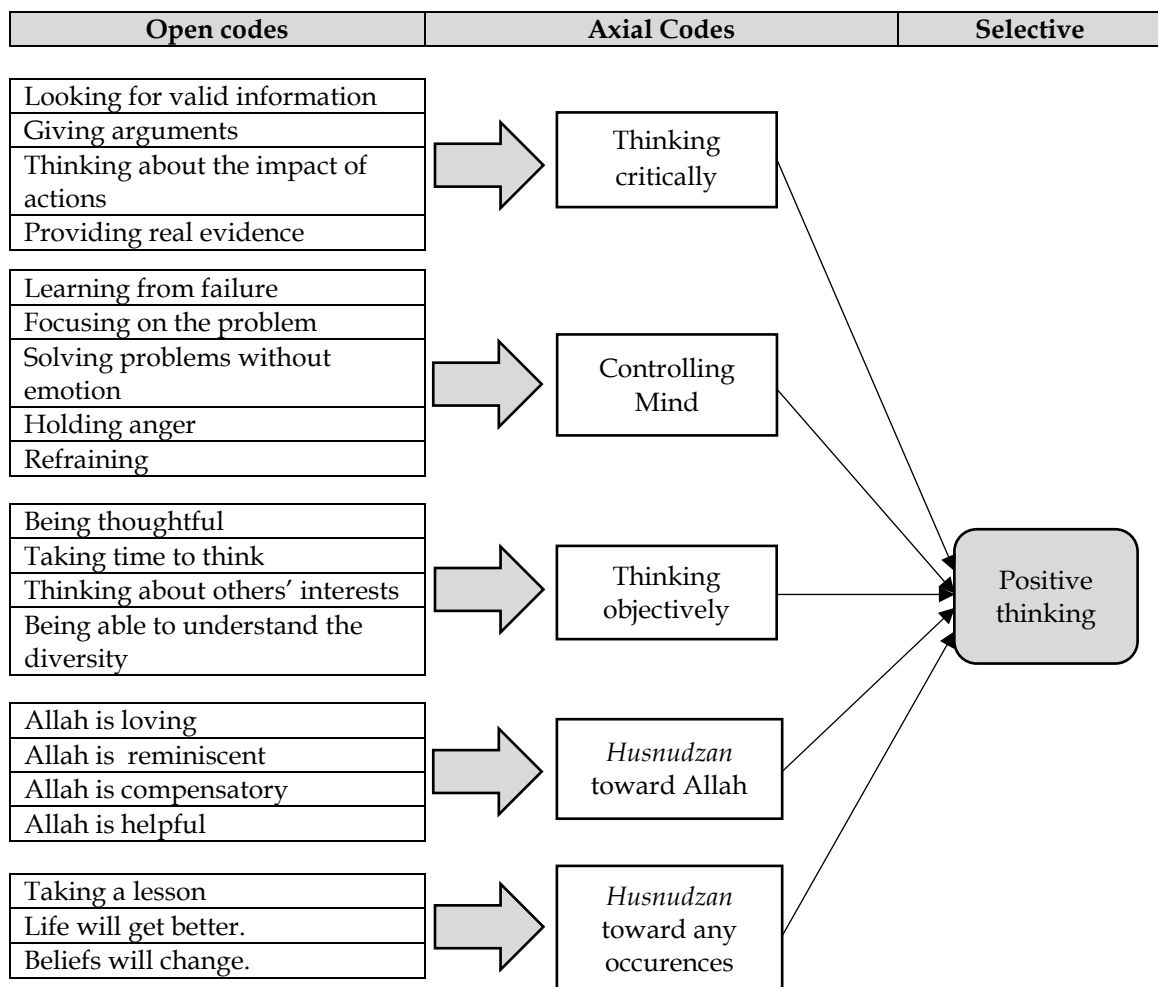 Open codes
Axial Codes
Selective
Looking for valid information
Giving arguments
Thinking about the impact of
actions
Providing real evidence
Thinking
critically
Learning from failure
Focusing on the problem
Solving problems without
emotion
Holding anger
Refraining
Controlling
Mind
Being thoughtful
Taking time to think
Thinking about others’ interests
Being able to understand the
diversity
Thinking
objectively
Positive
thinking
Allah is loving
Allah is  reminiscent
Allah is compensatory
Allah is helpful
Husnudzan
toward Allah
Taking a lesson
Life will get better.
Beliefs will change.
Husnudzan
toward any
occurences